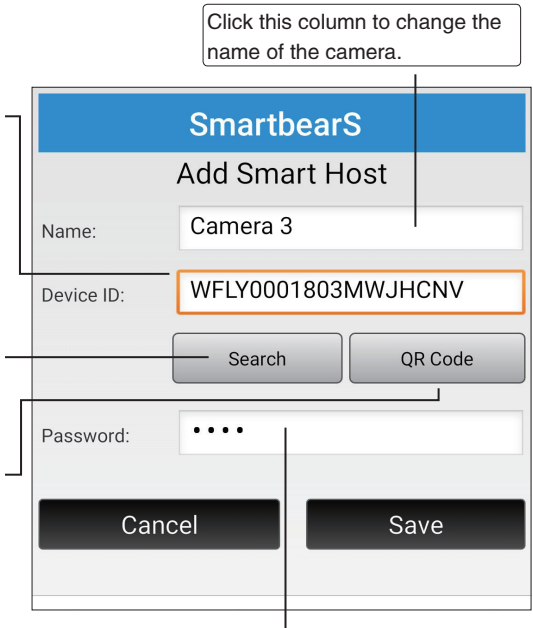 Click this column to change the
name of the camera.
SmartbearS
Add Smart Host
Name:
Camera 3
Device ID:
WFLY0001803MWJHCNV
Search
QR Code
Password:
••••
Cancel
Save